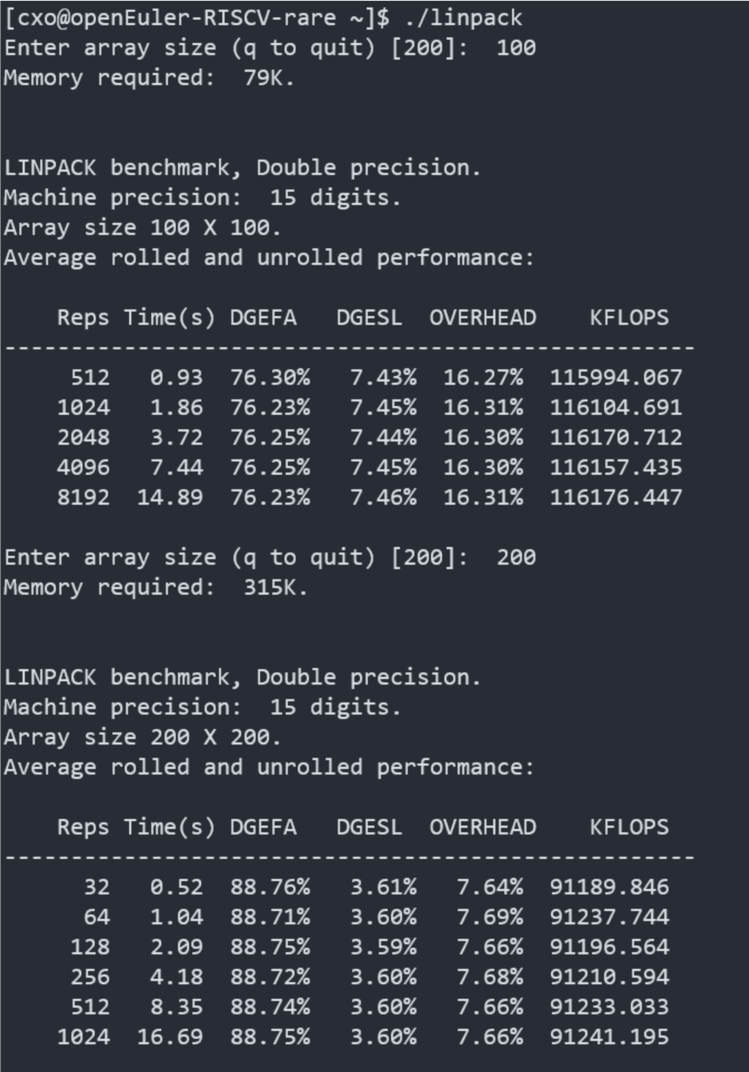 [cxo@openEuler-RISCV-rare ~]$ ./linpack
Enter array size (q to quit) [200]:  100
Memory required:  79K.
LINPACK benchmark, Double precision.
Machine precision:  15 digits.
Array size 100 X 100.
Average rolled and unrolled performance:
    Reps Time(s) DGEFA   DGESL  OVERHEAD    KFLOPS
----------------------------------------------------
     512   0.93  76.30%   7.43%  16.27%  115994.067
    1024   1.86  76.23%   7.45%  16.31%  116104.691
    2048   3.72  76.25%   7.44%  16.30%  116170.712
    4096   7.44  76.25%   7.45%  16.30%  116157.435
    8192  14.89  76.23%   7.46%  16.31%  116176.447
Enter array size (q to quit) [200]:  200
Memory required:  315K.
LINPACK benchmark, Double precision.
Machine precision:  15 digits.
Array size 200 X 200.
Average rolled and unrolled performance:
    Reps Time(s) DGEFA   DGESL  OVERHEAD    KFLOPS
----------------------------------------------------
      32   0.52  88.76%   3.61%   7.64%  91189.846
      64   1.04  88.71%   3.60%   7.69%  91237.744
     128   2.09  88.75%   3.59%   7.66%  91196.564
     256   4.18  88.72%   3.60%   7.68%  91210.594
     512   8.35  88.74%   3.60%   7.66%  91233.033
    1024  16.69  88.75%   3.60%   7.66%  91241.195